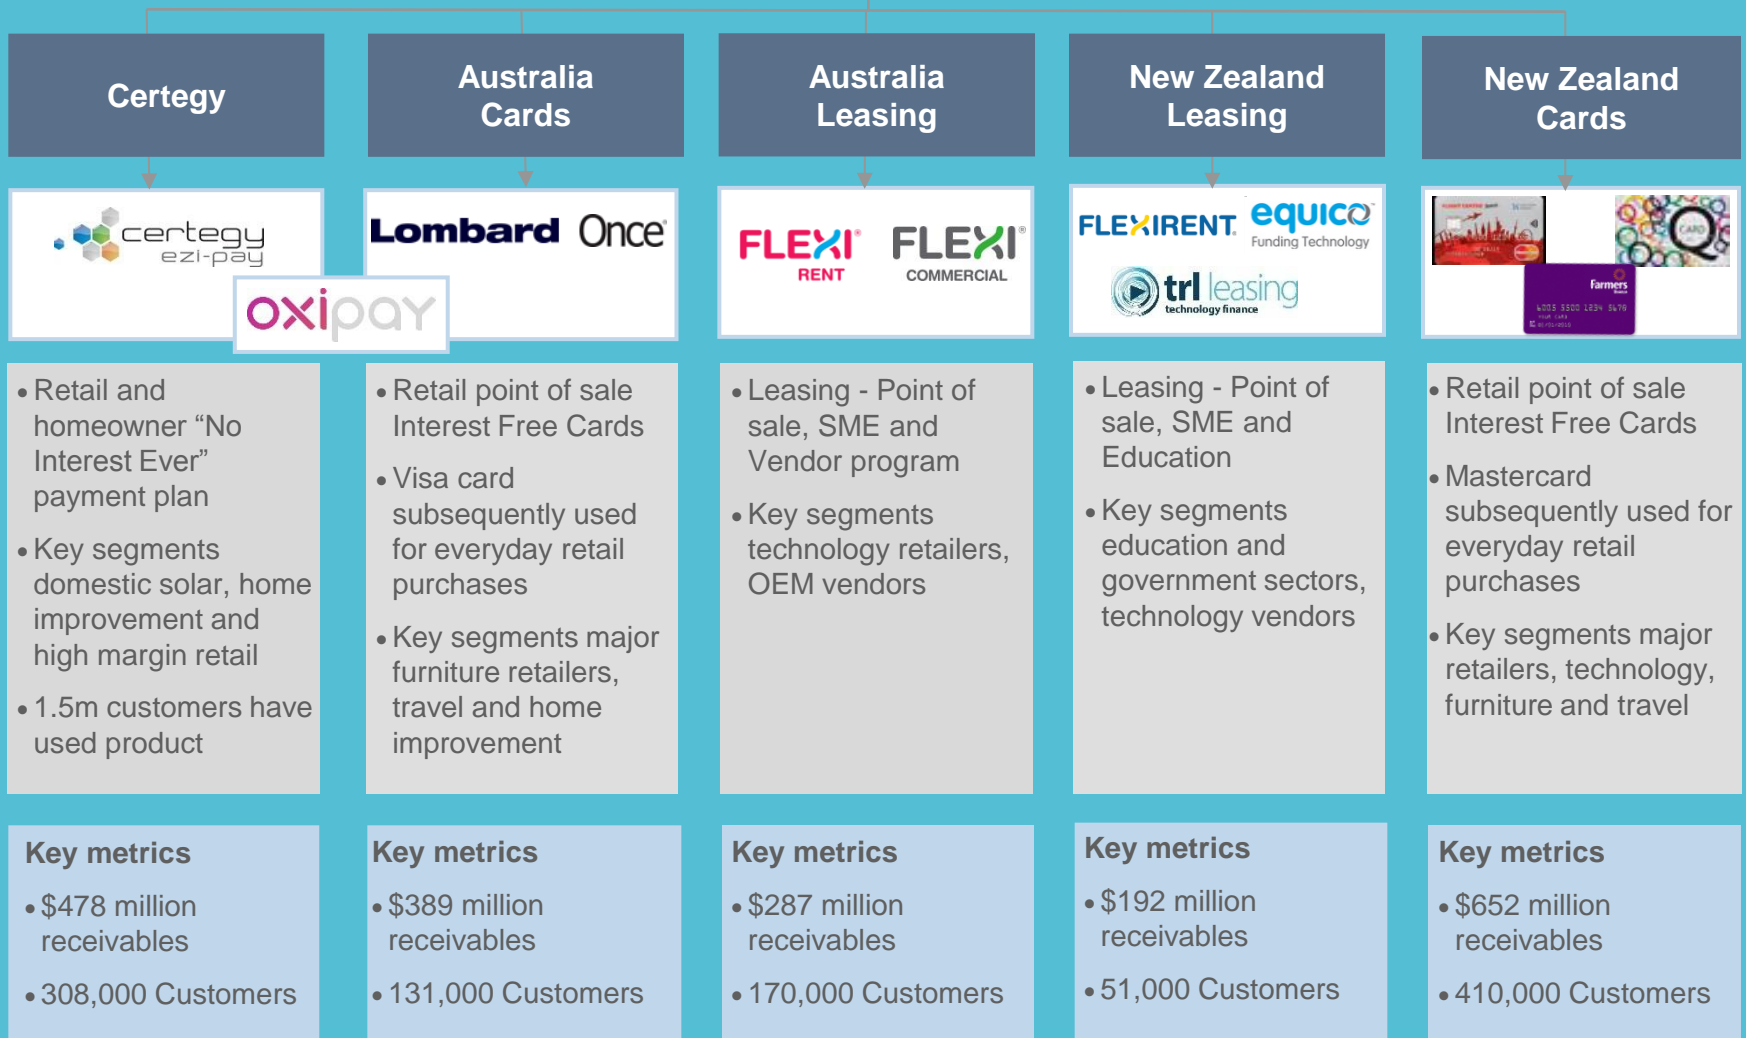 Certegy
Australia
Cards
Australia
Leasing
New Zealand
Leasing
New Zealand
Cards
certegy
ezi-pay
oxipay
Lombard Once
FLEXI
RENT
FLEXI
COMMERCIAL
FLEXIRENT
equico
Funding Technology
trl leasing
technology finance
Q
CARD
Farmers
6005 5500 1234 5678
• Retail and
homeowner “No
Interest Ever”
payment plan
• Key segments
domestic solar, home
improvement and
high margin retail
• 1.5m customers have
used product
• Retail point of sale
Interest Free Cards
• Visa card
subsequently used
for everyday retail
purchases
• Key segments major
furniture retailers,
travel and home
improvement
• Leasing - Point of
sale, SME and
Vendor program
• Key segments
technology retailers,
OEM vendors
• Leasing - Point of
sale, SME and
Education
• Key segments
education and
government sectors,
technology vendors
• Retail point of sale
Interest Free Cards
• Mastercard
subsequently used for
everyday retail
purchases
• Key segments major
retailers, technology,
furniture and travel
Key metrics
• $478 million
receivables
• 308,000 Customers
Key metrics
• $389 million
receivables
• 131,000 Customers
Key metrics
• $287 million
receivables
• 170,000 Customers
Key metrics
• $192 million
receivables
• 51,000 Customers
Key metrics
• $652 million
receivables
• 410,000 Customers